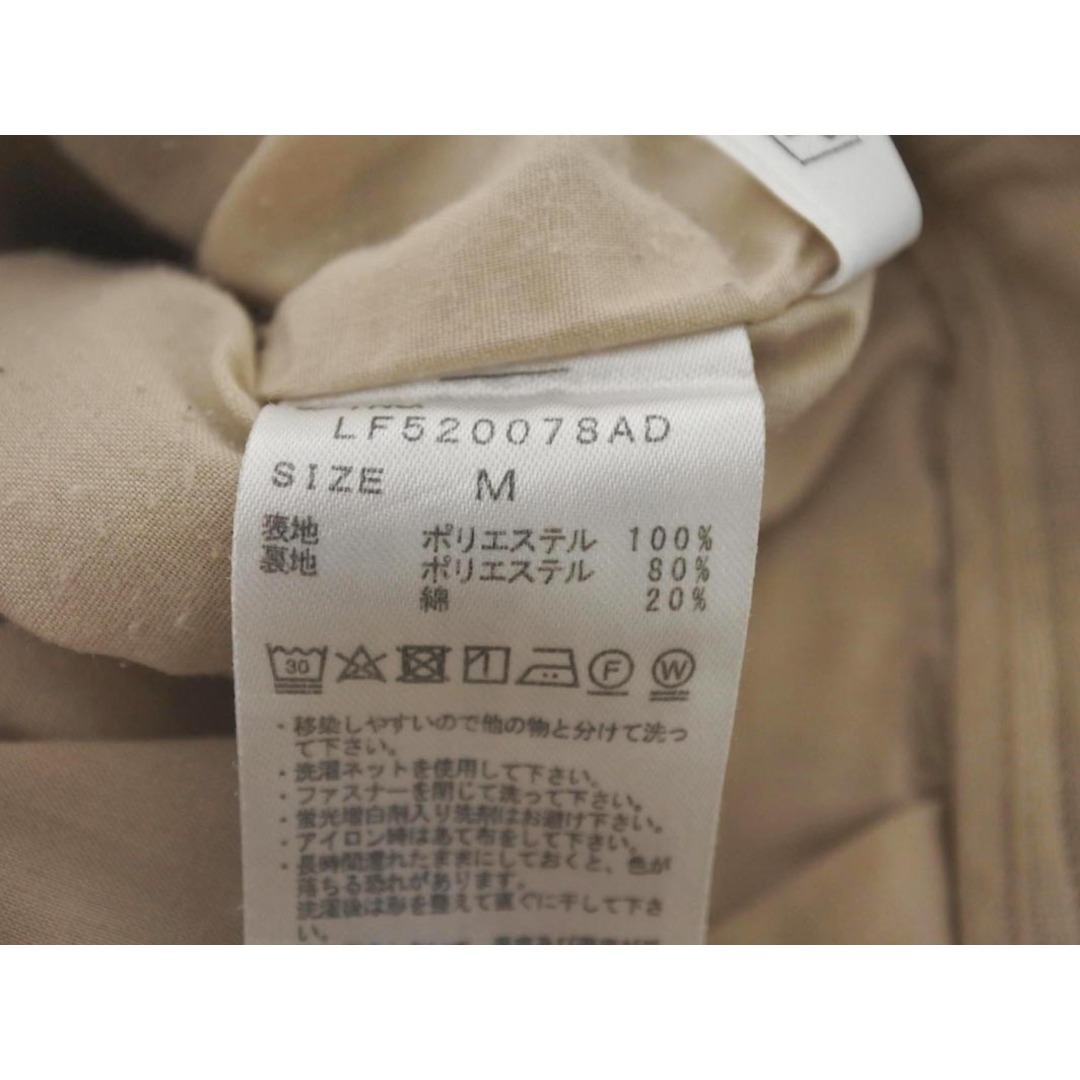 LF520078AD
SIZE M
表地 ポリエステル 100%
裏地 ポリエステル 80%
綿 20%
30 1 F W
・移染しやすいので他の物と分けて洗っ
て下さい。
・洗濯ネットを使用して下さい。
・ファスナーを閉じて洗って下さい。
・蛍光増白剤入り洗剤はお避け下さい。
・アイロン時はあて布をして下さい。
・長時間濡れたままにしておくと、色が
落ちる恐れがあります。
洗濯後は形を整えて直ぐに干して下さ
い。